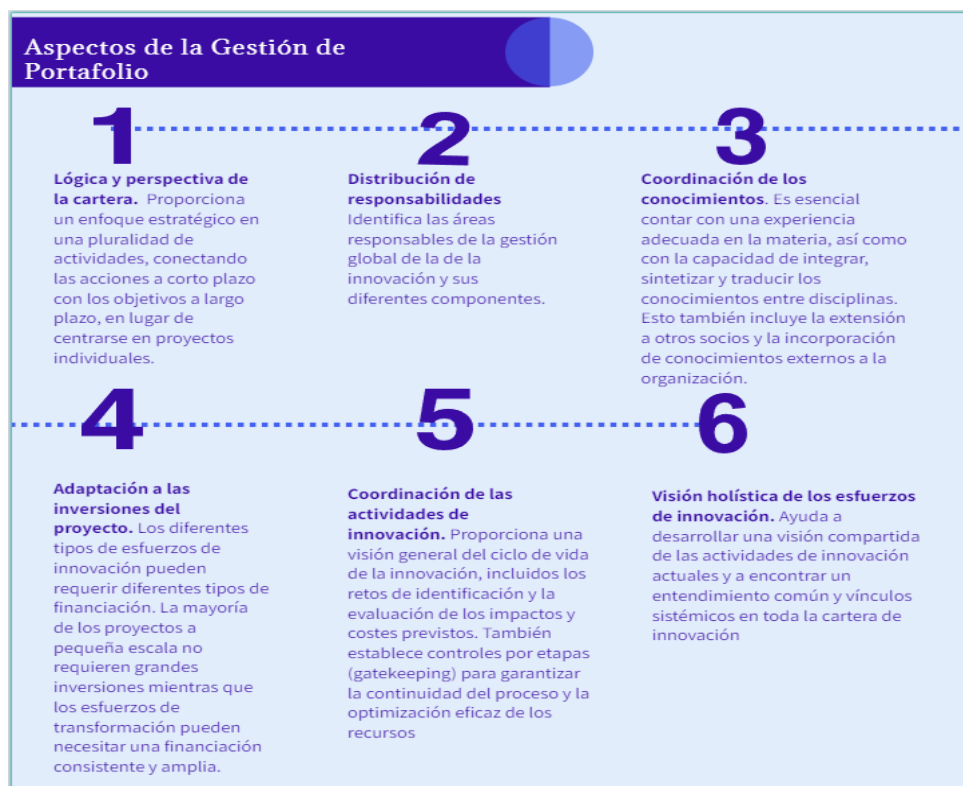 Aspectos de la Gestión de
Portafolio
1
Lógica y perspectiva de
la cartera. Proporciona
un enfoque estratégico en
una pluralidad de
actividades, conectando
las acciones a corto plazo
con los objetivos a largo
plazo, en lugar de
centrarse en proyectos
individuales.
2
Distribución de
responsabilidades
Identifica las áreas
responsables de la gestión
global de la de la
innovación y sus
diferentes componentes.
3
Coordinación de los
conocimientos. Es esencial
contar con una experiencia
adecuada en la materia, así como
con la capacidad de integrar,
sintetizar y traducir los
conocimientos entre disciplinas.
Esto también incluye la extensión
a otros socios y la incorporación
de conocimientos externos a la
organización.
4
Adaptación a las
inversiones del
proyecto. Los diferentes
tipos de esfuerzos de
innovación pueden
requerir diferentes tipos de
financiación. La mayoría
de los proyectos a
pequeña escala no
requieren grandes
inversiones mientras que
los esfuerzos de
transformación pueden
necesitar una financiación
consistente y amplia.
5
Coordinación de las
actividades de
innovación. Proporciona una
visión general del ciclo de vida
de la innovación, incluidos los
retos de identificación y la
evaluación de los impactos y
costes previstos. También
establece controles por etapas
(gatekeeping) para garantizar
la continuidad del proceso y la
optimización eficaz de los
recursos
6
Visión holística de los esfuerzos
de innovación. Ayuda a
desarrollar una visión compartida
de las actividades de innovación
actuales y a encontrar un
entendimiento común y vínculos
sistémicos en toda la cartera de
innovación